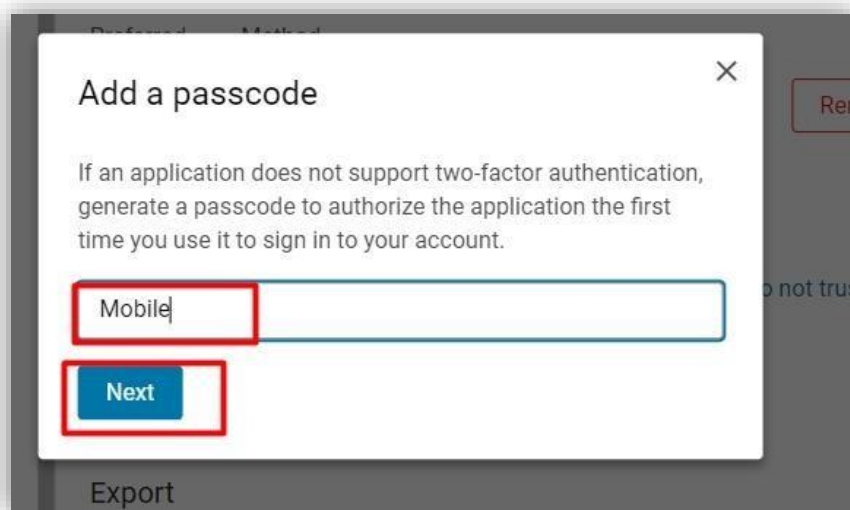 Add a passcode
If an application does not support two-factor authentication,
generate a passcode to authorize the application the first
time you use it to sign in to your account.
Mobile
Next
Export